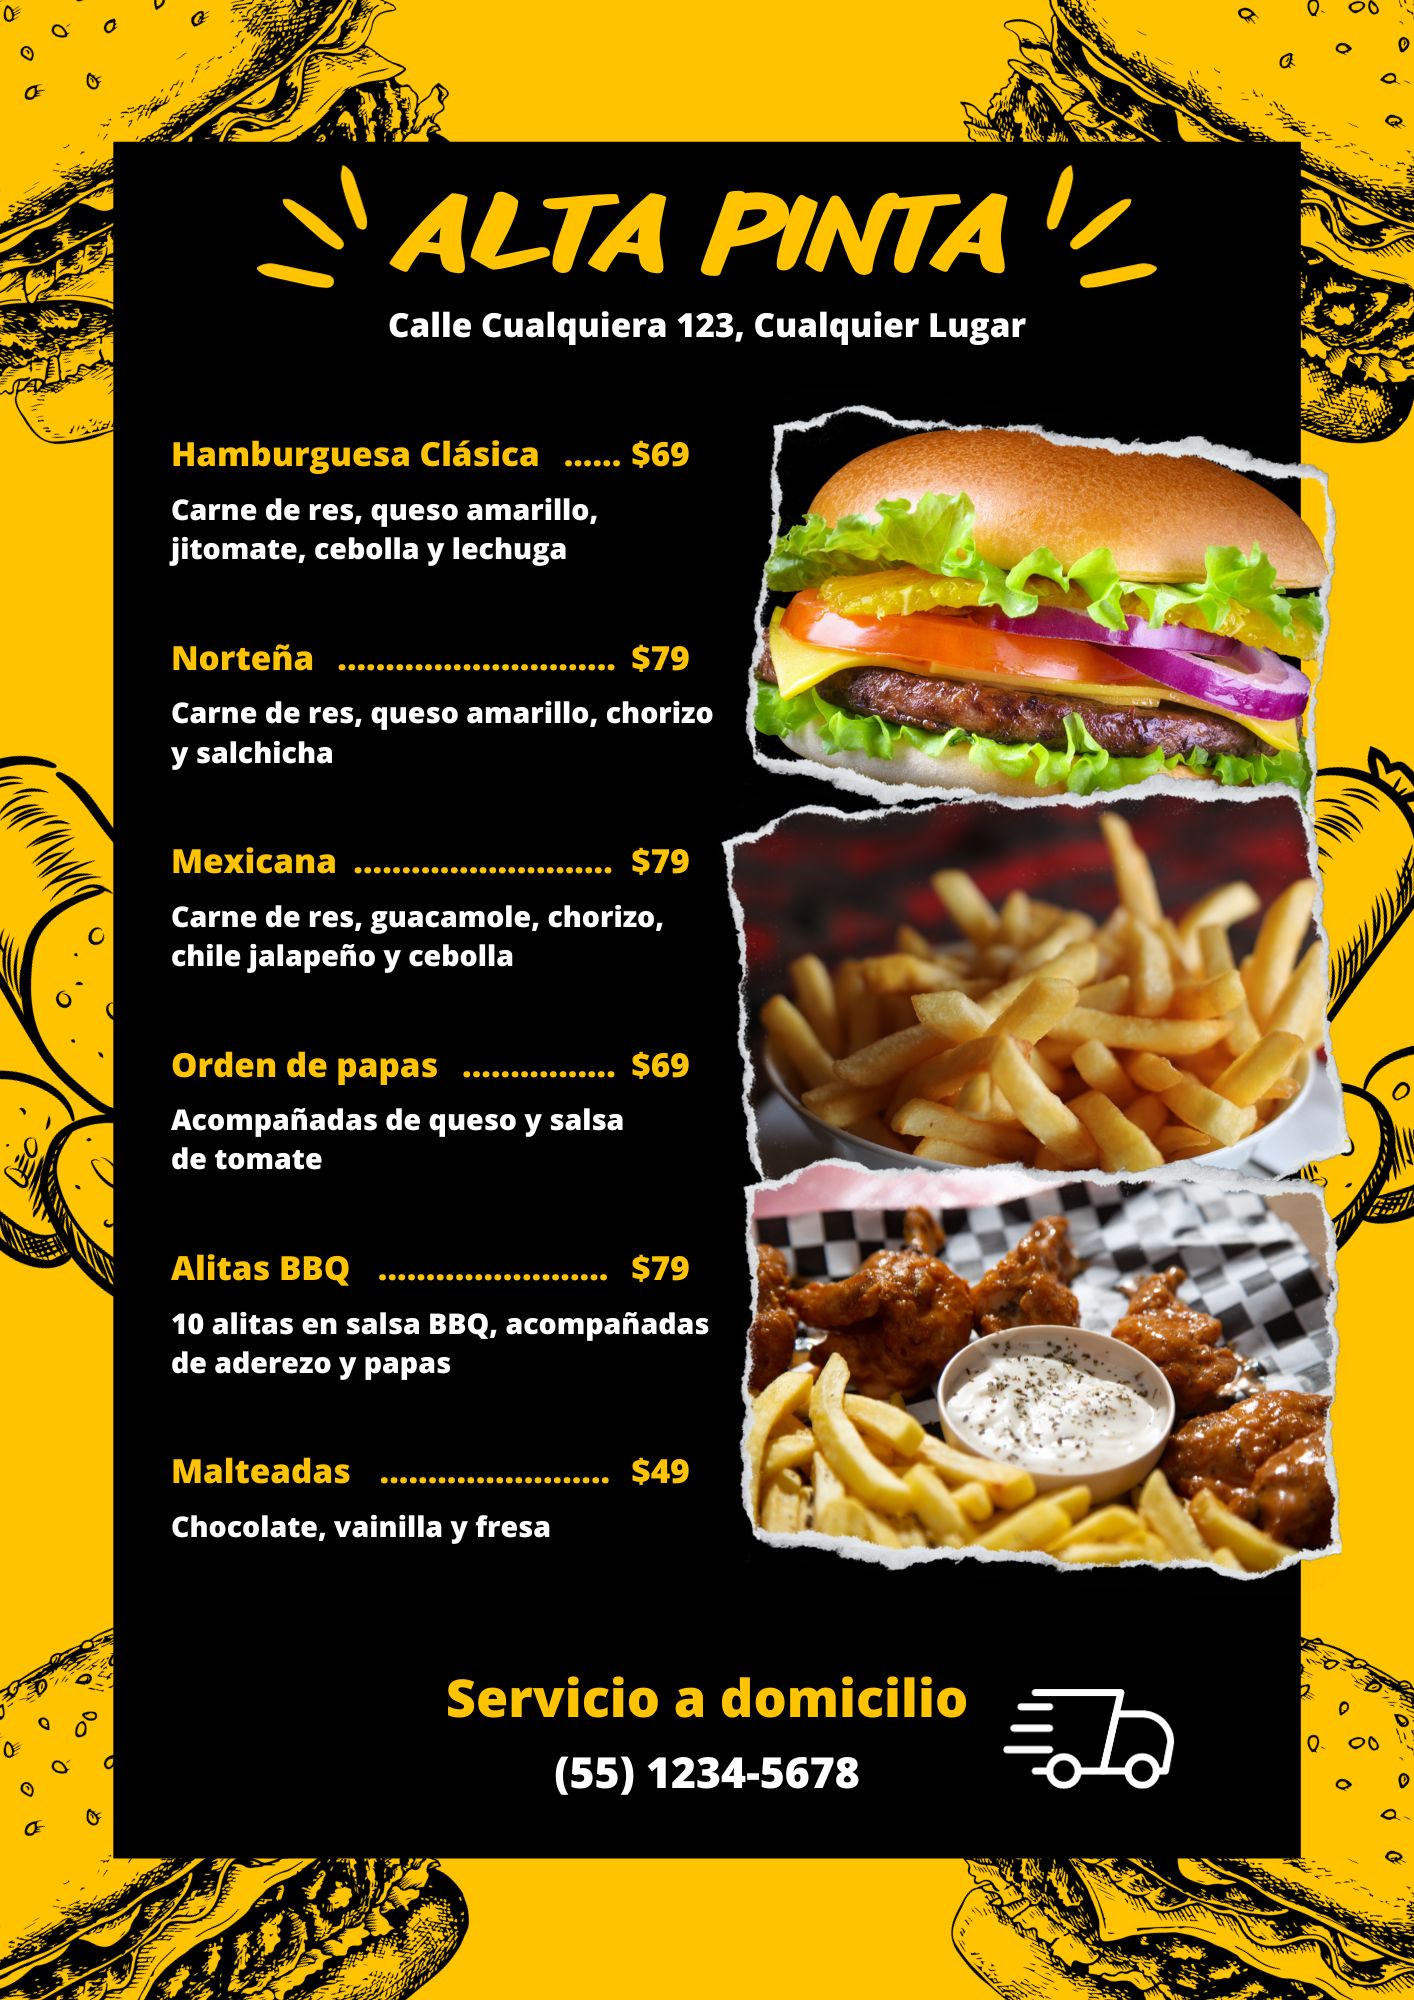 ALTA PINTA
Calle Cualquiera 123, Cualquier Lugar
Hamburguesa Clásica ...... $69
Carne de res, queso amarillo,
jitomate, cebolla y lechuga
Norteña ............................. $79
Carne de res, queso amarillo, chorizo
y salchicha
Mexicana ........................... $79
Carne de res, guacamole, chorizo,
chile jalapeño y cebolla
Orden de papas ................ $69
Acompañadas de queso y salsa
de tomate
Alitas BBQ ........................ $79
10 alitas en salsa BBQ, acompañadas
de aderezo y papas
Malteadas ........................ $49
Chocolate, vainilla y fresa
Servicio a domicilio
(55) 1234-5678